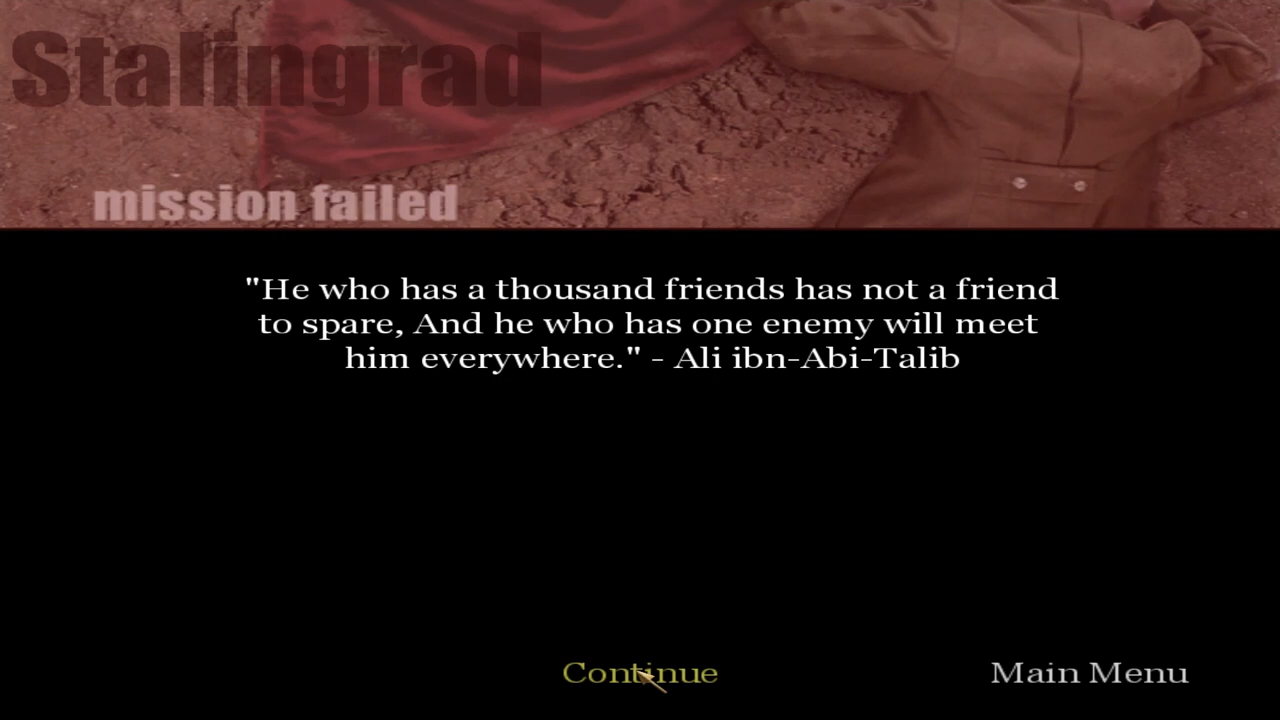 Stalingrad
mission failed
"He who has a thousand friends has not a friend
to spare, And he who has one enemy will meet
him everywhere." - Ali ibn-Abi-Talib
Continue
Main Menu